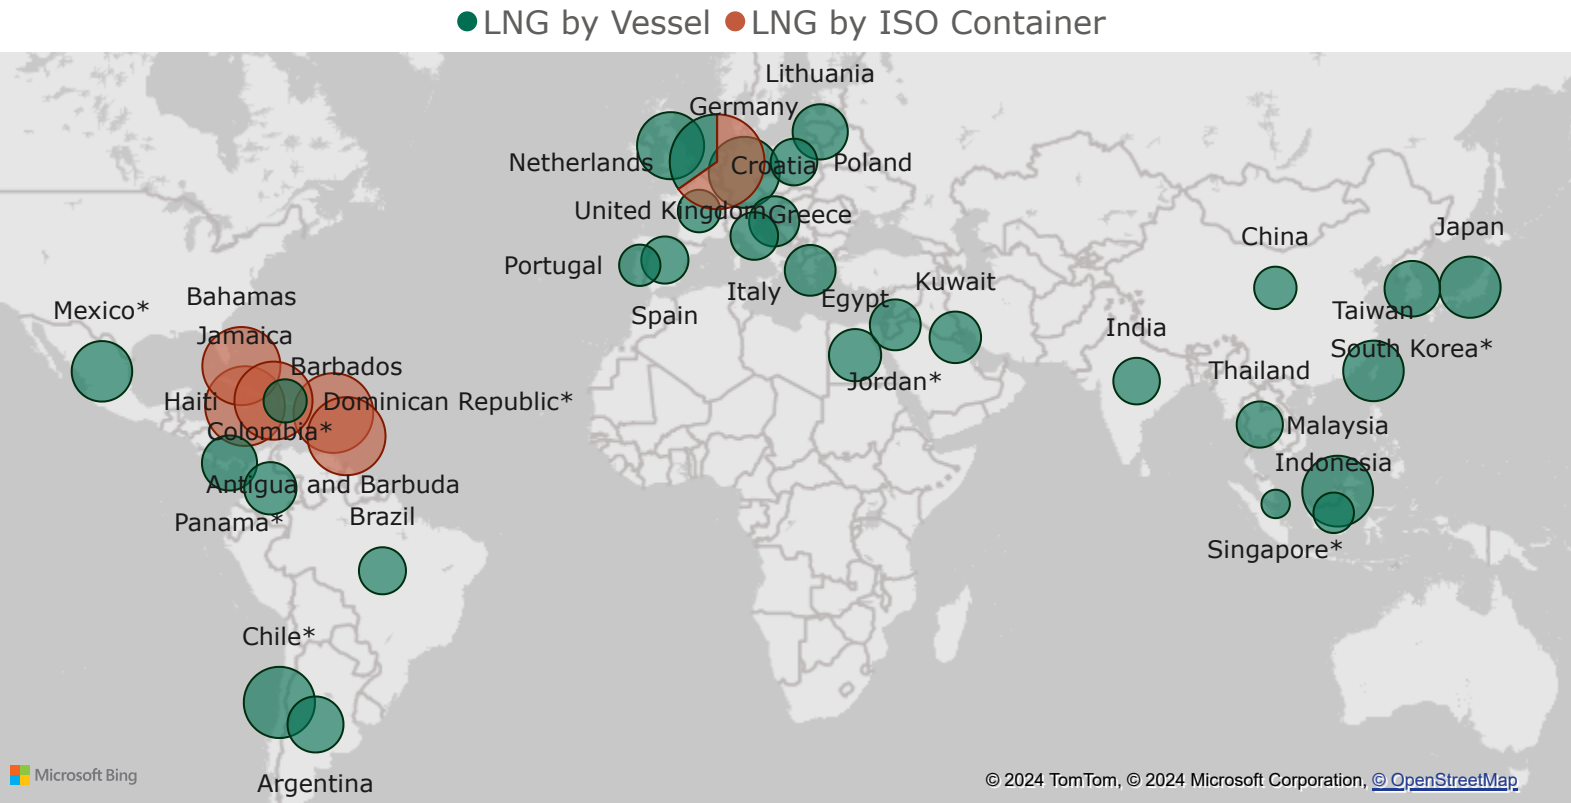 LNG by Vessel LNG by ISO Container
Lithuania
Germany
Netherlands
Croatia
Poland
United Kingdom
Greece
Portugal
Italy
Spain
Egypt
Kuwait
Jordan*
China
Japan
Taiwan
South Korea*
India
Thailand
Malaysia
Indonesia
Singapore*
Mexico*
Bahamas
Jamaica
Barbados
Haiti
Dominican Republic*
Colombia*
Antigua and Barbuda
Panama*
Brazil
Chile*
Argentina
Microsoft Bing
© 2024 TomTom, © 2024 Microsoft Corporation, © OpenStreetMap